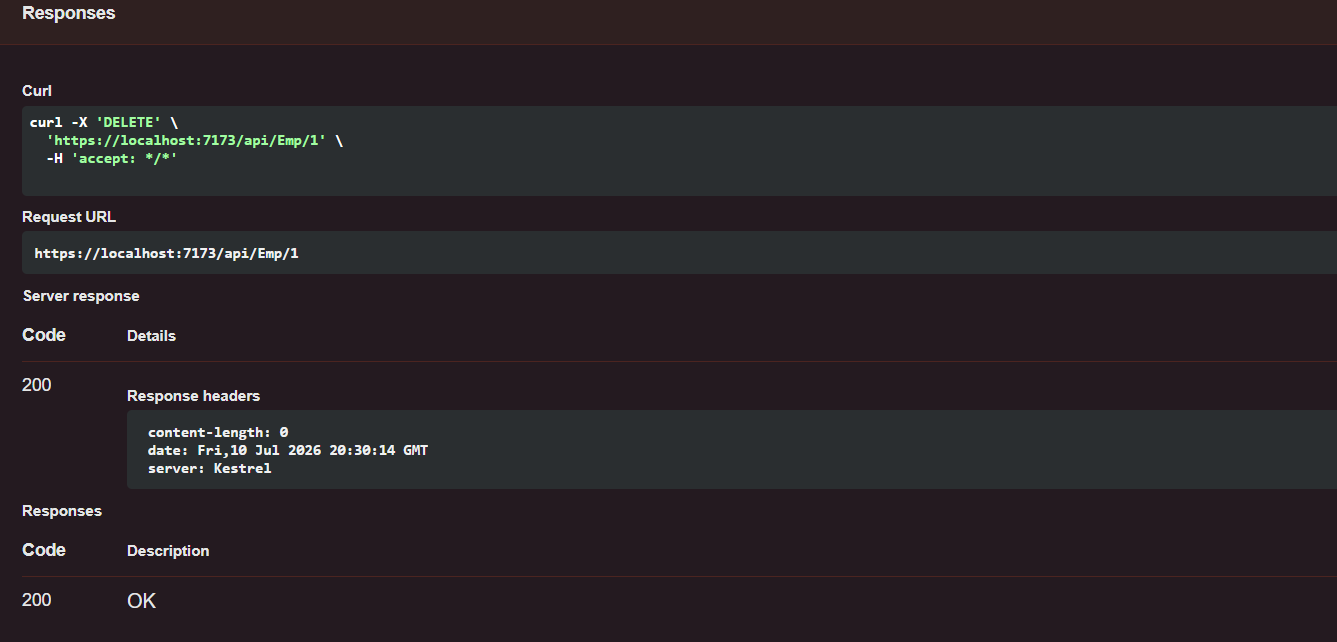 Responses
Curl
curl -X 'DELETE' \
  'https://localhost:7173/api/Emp/1' \
  -H 'accept: */*'
Request URL
https://localhost:7173/api/Emp/1
Server response
Code Details
200
Response headers
content-length: 0
date: Fri,10 Jul 2026 20:30:14 GMT
server: Kestrel
Responses
Code Description
200 OK